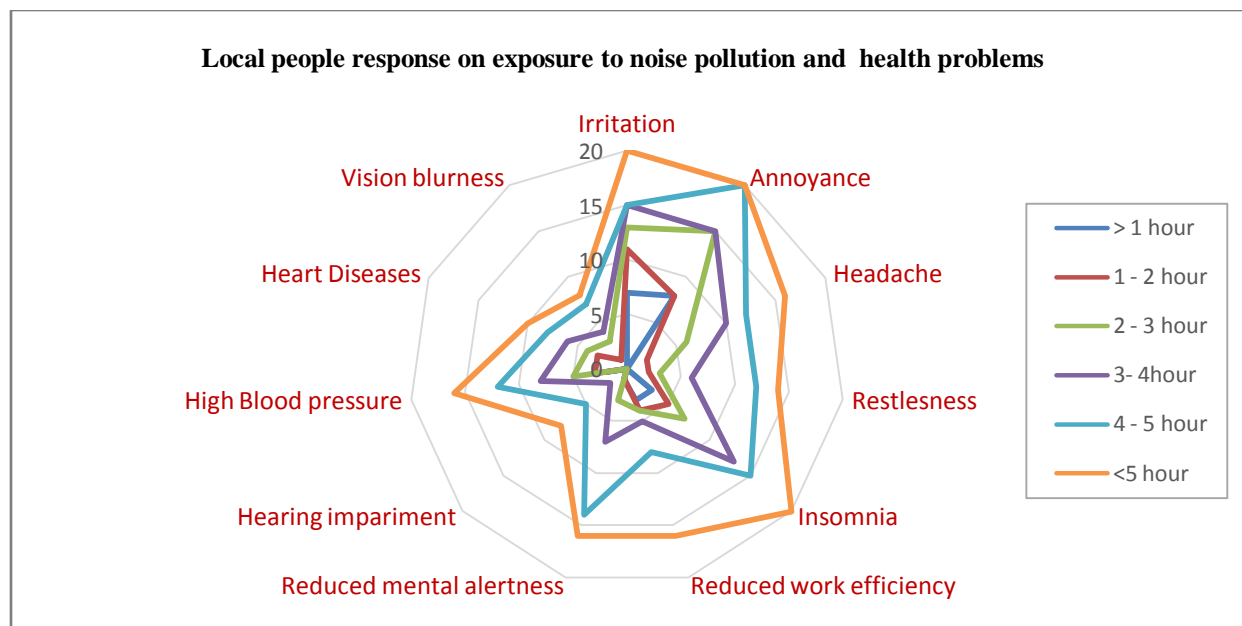 Local people response on exposure to noise pollution and  health problems
Irritation
Annoyance
Headache
Restlesness
Insomnia
Reduced work efficiency
Reduced mental alertness
Hearing impariment
High Blood pressure
Heart Diseases
Vision blurness
20
15
10
5
0
> 1 hour
1 - 2 hour
2 - 3 hour
3- 4hour
4 - 5 hour
<5 hour